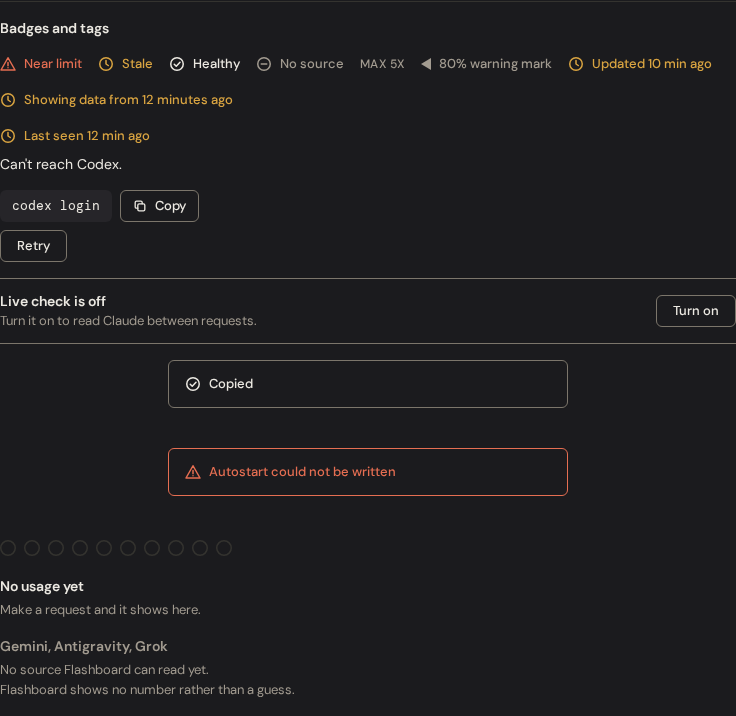 Badges and tags
Near limit Stale Healthy No source MAX 5X 80% warning mark Updated 10 min ago
Showing data from 12 minutes ago
Last seen 12 min ago
Can't reach Codex.
codex login Copy
Retry
Live check is off
Turn it on to read Claude between requests.
Turn on
Copied
Autostart could not be written
No usage yet
Make a request and it shows here.
Gemini, Antigravity, Grok
No source Flashboard can read yet.
Flashboard shows no number rather than a guess.